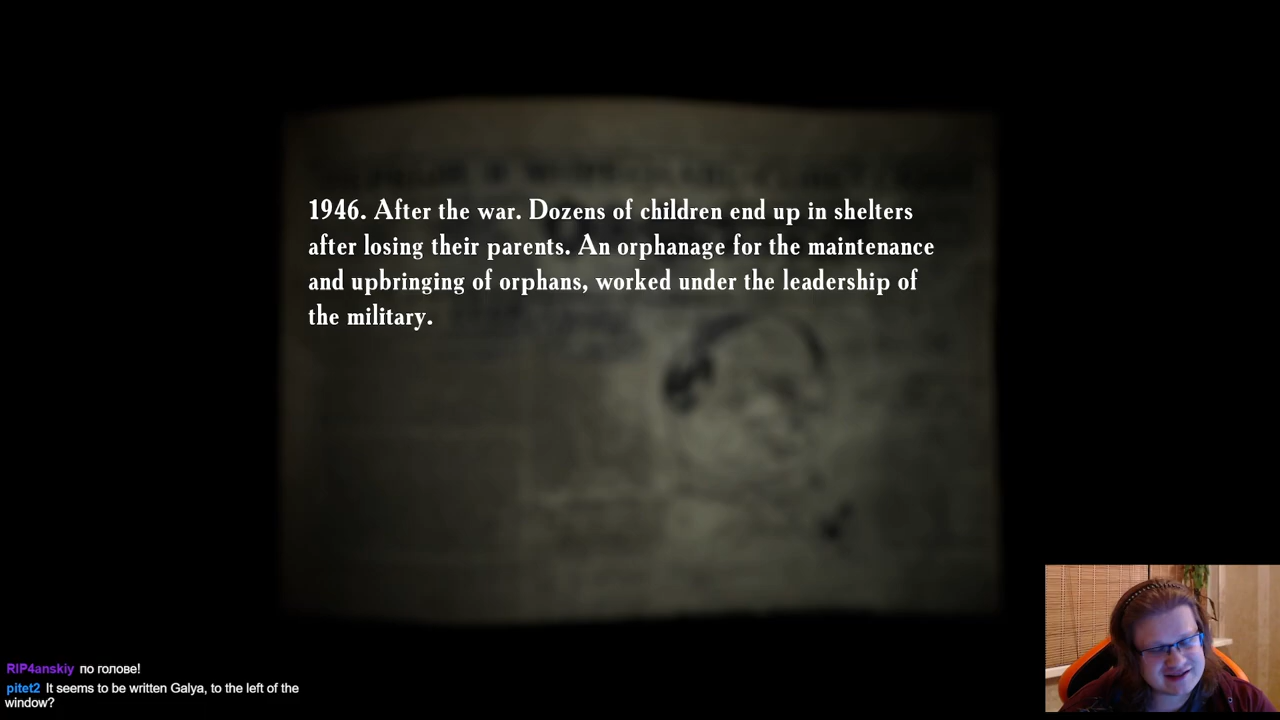 1946. After the war. Dozens of children end up in shelters
after losing their parents. An orphanage for the maintenance
and upbringing of orphans, worked under the leadership of
the military.
RIP4anskiy по голове!
pitet2 It seems to be written Galya, to the left of the
window?